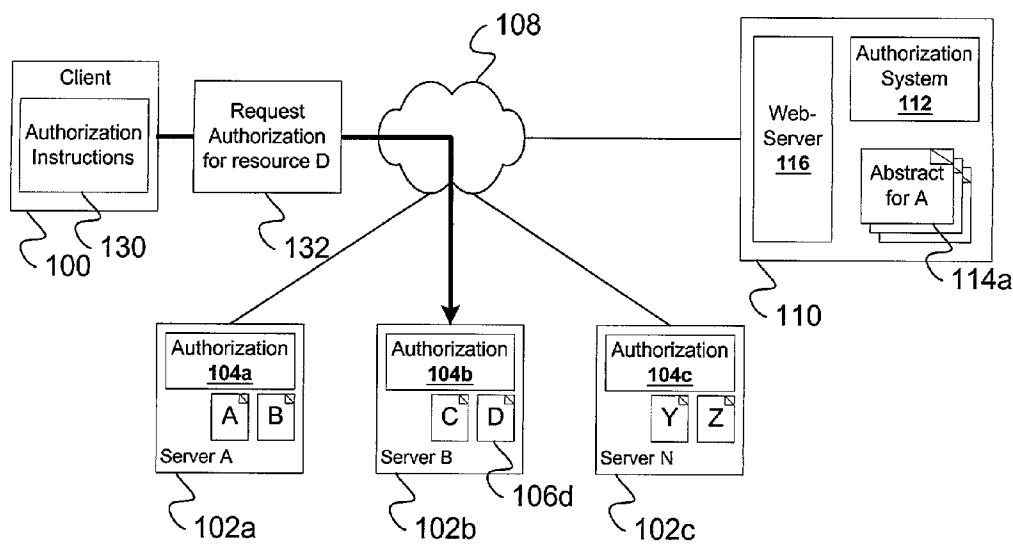 108
Client
Authorization
Instructions
Request
Authorization
for resource D
Web-
Server
116
Authorization
System
112
Abstract
for A
130
100
132
114a
110
Authorization
104a
A B
Server A
Authorization
104b
C D
Server B
Authorization
104c
Y Z
Server N
106d
102a
102b
102c